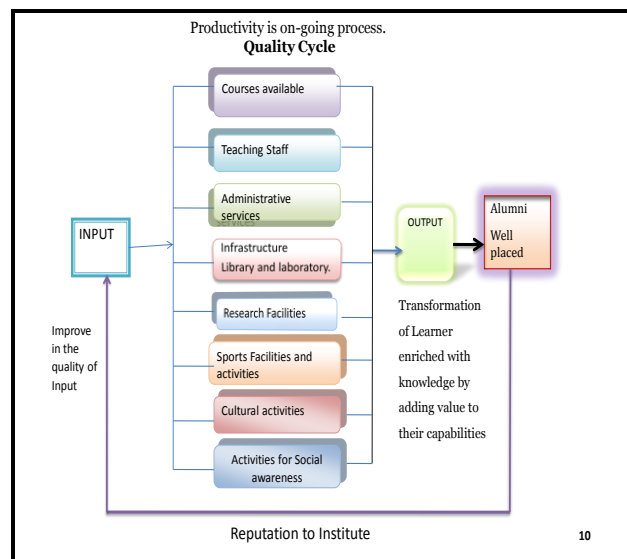 Productivity is on-going process.
Quality Cycle
Courses available
Teaching Staff
Administrative
services
INPUT
Infrastructure
Library and laboratory.
Research Facilities
Sports Facilities and
activities
Cultural activities
Activities for Social
awareness
OUTPUT
Alumni
Well
placed
Transformation
of Learner
enriched with
knowledge by
adding value to
their capabilities
Improve
in the
quality of
Input
Reputation to Institute
10